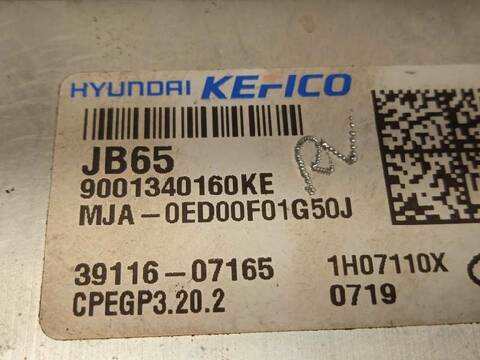 HYUNDAI KEFICO
JB65
9001340160KE
MJA-0ED00F01G50J
39116-07165 1H07110X
CPEGP3.20.2 0719